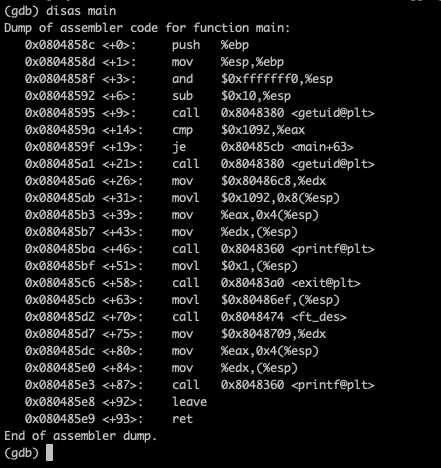 (gdb) disas main
Dump of assembler code for function main:
   0x0804858c <+0>:     push   %ebp
   0x0804858d <+1>:     mov    %esp,%ebp
   0x0804858f <+3>:     and    $0xfffffff0,%esp
   0x08048592 <+6>:     sub    $0x10,%esp
   0x08048595 <+9>:     call   0x8048380 <getuid@plt>
   0x0804859a <+14>:    cmp    $0x1092,%eax
   0x0804859f <+19>:    je     0x80485cb <main+63>
   0x080485a1 <+21>:    call   0x8048380 <getuid@plt>
   0x080485a6 <+26>:    mov    $0x80486c8,%edx
   0x080485ab <+31>:    movl   $0x1092,0x8(%esp)
   0x080485b3 <+39>:    mov    %eax,0x4(%esp)
   0x080485b7 <+43>:    mov    %edx,(%esp)
   0x080485ba <+46>:    call   0x8048360 <printf@plt>
   0x080485bf <+51>:    movl   $0x1,(%esp)
   0x080485c6 <+58>:    call   0x80483a0 <exit@plt>
   0x080485cb <+63>:    movl   $0x80486ef,(%esp)
   0x080485d2 <+70>:    call   0x8048474 <ft_des>
   0x080485d7 <+75>:    mov    $0x8048709,%edx
   0x080485dc <+80>:    mov    %eax,0x4(%esp)
   0x080485e0 <+84>:    mov    %edx,(%esp)
   0x080485e3 <+87>:    call   0x8048360 <printf@plt>
   0x080485e8 <+92>:    leave
   0x080485e9 <+93>:    ret
End of assembler dump.
(gdb)